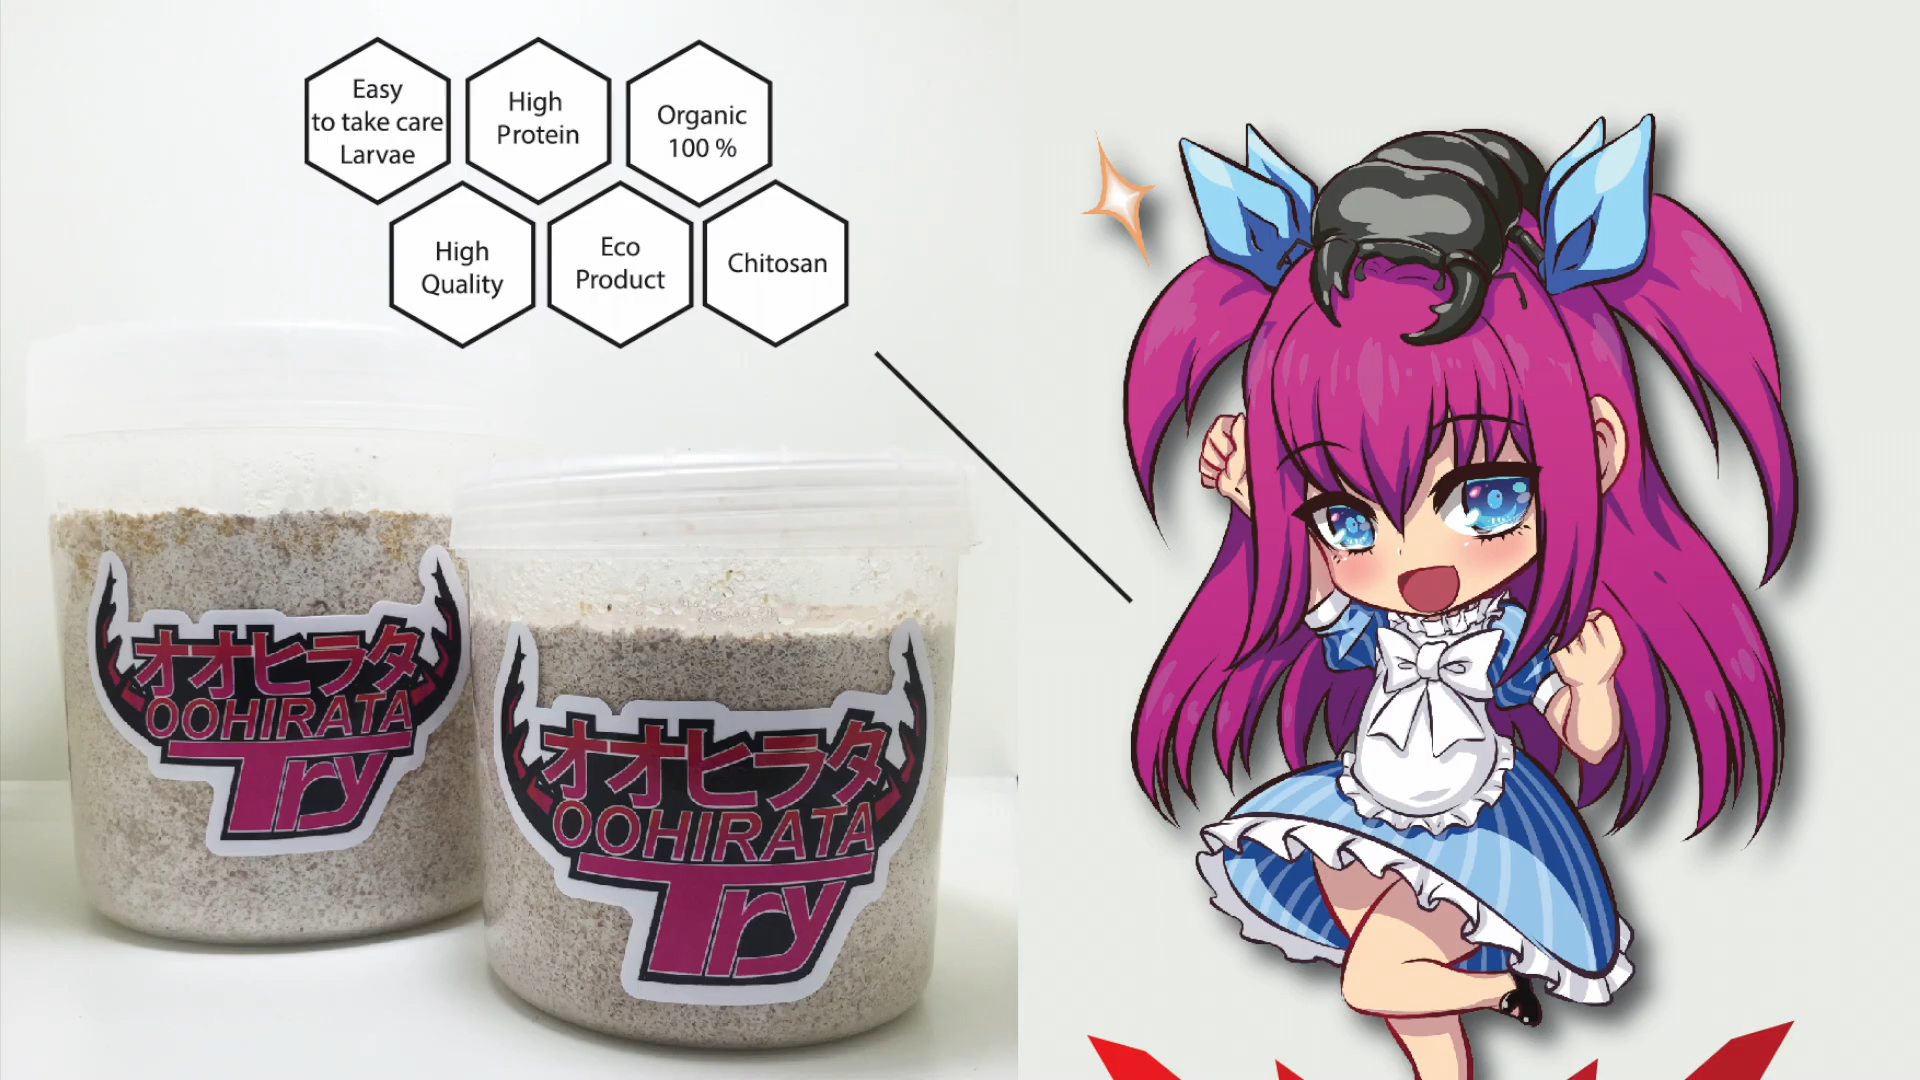 Easy
to take care
Larvae
High
Protein
Organic
100 %
High
Quality
Eco
Product
Chitosan
オオヒラタ
OOHIRATA
Try
オオヒラタ
OOHIRATA
Try